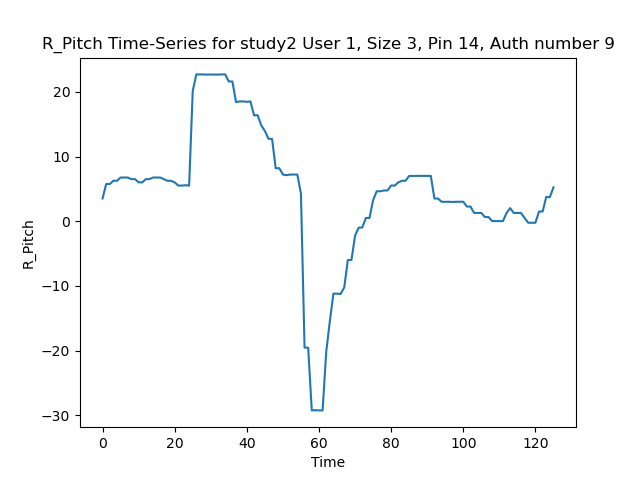 R_Pitch Time-Series for study2 User 1, Size 3, Pin 14, Auth number 9
R_Pitch
20
10
0
−10
−20
−30
0 20 40 60 80 100 120
Time